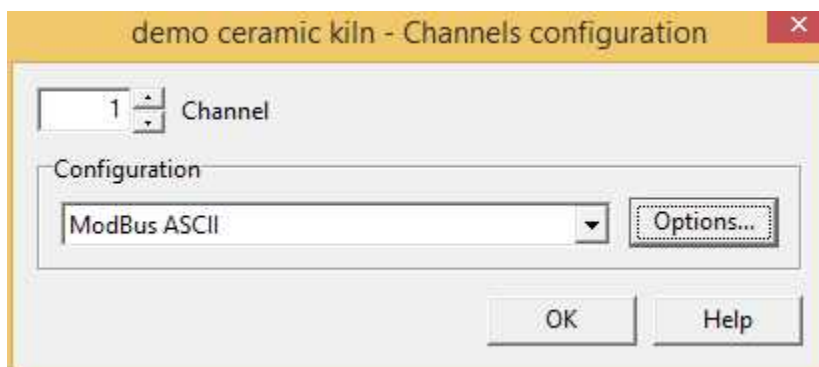 demo ceramic kiln - Channels configuration
1 Channel
Configuration
ModBus ASCII Options...
OK Help